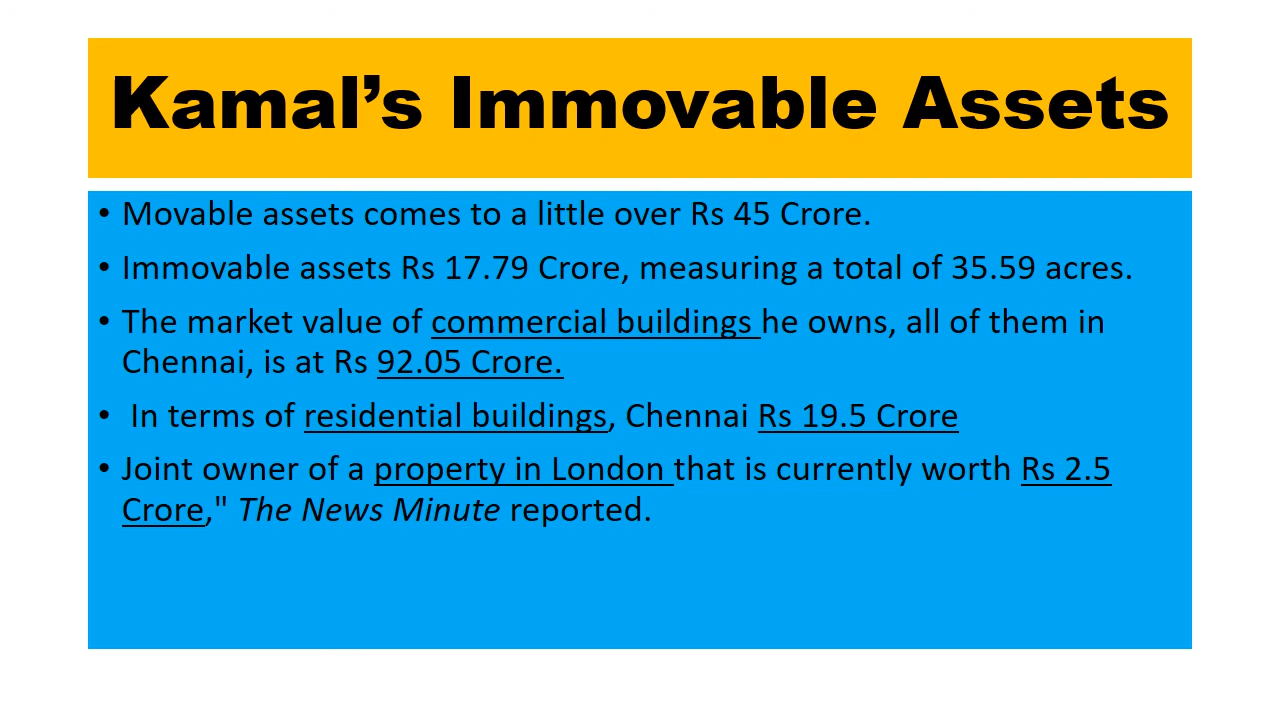 Kamal’s Immovable Assets
• Movable assets comes to a little over Rs 45 Crore.
• Immovable assets Rs 17.79 Crore, measuring a total of 35.59 acres.
• The market value of commercial buildings he owns, all of them in
Chennai, is at Rs 92.05 Crore.
• In terms of residential buildings, Chennai Rs 19.5 Crore
• Joint owner of a property in London that is currently worth Rs 2.5
Crore," The News Minute reported.